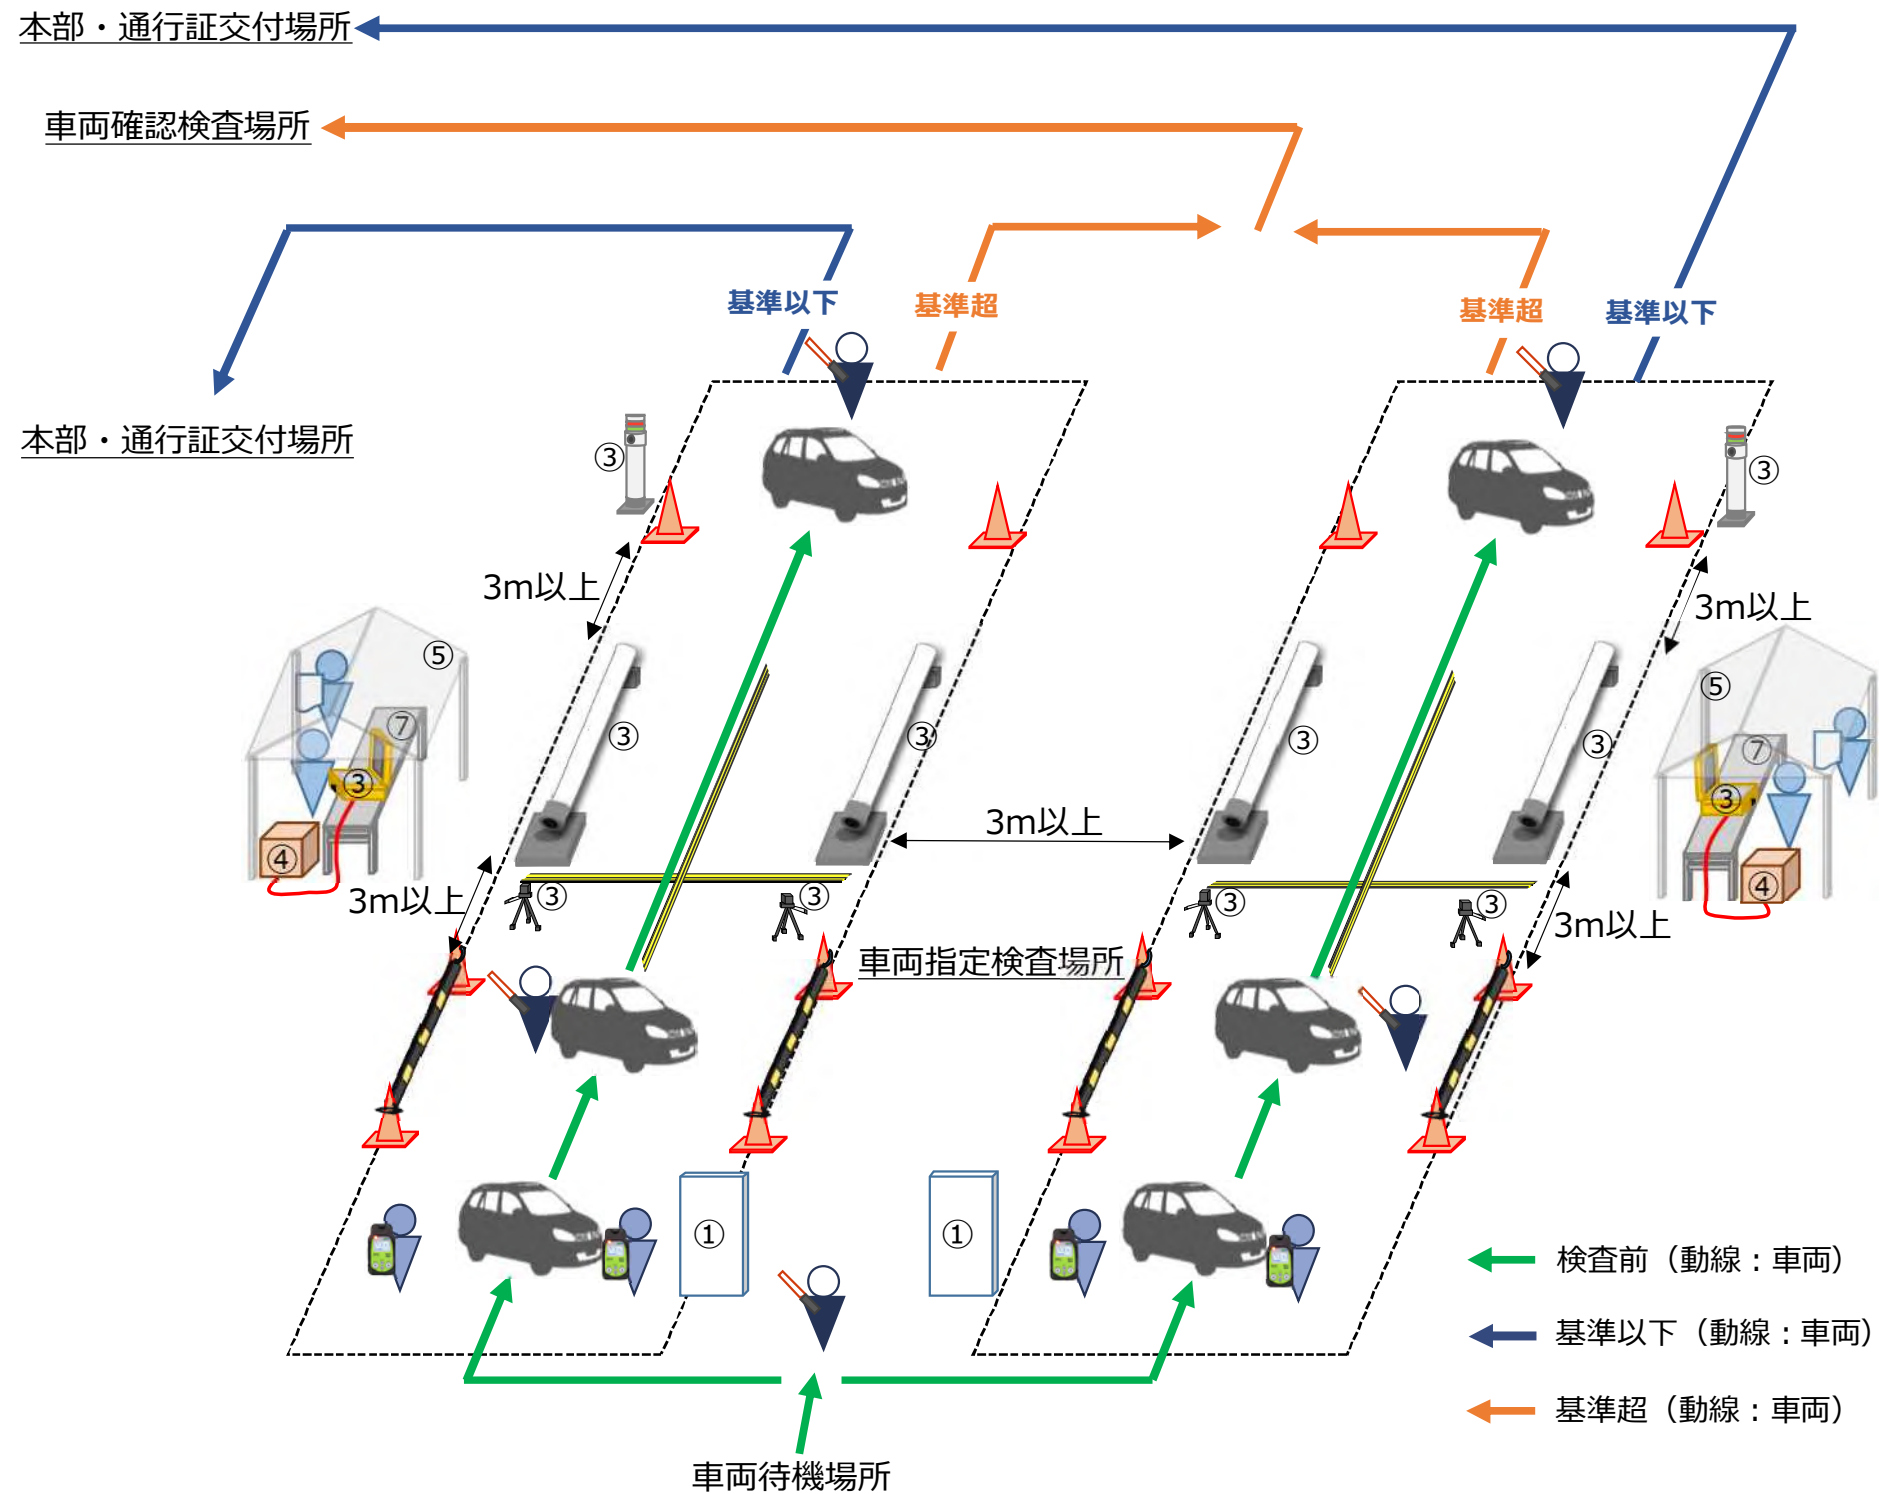 本部・通行証交付場所
車両確認検査場所
基準以下
基準超
基準超
基準以下
本部・通行証交付場所
③
③
3m以上
3m以上
⑤
⑤
⑦
③
③
③
③
⑦
③
③
3m以上
④
④
3m以上
③
③
③
③
3m以上
車両指定検査場所
①
①
検査前（動線：車両）
基準以下（動線：車両）
基準超（動線：車両）
車両待機場所